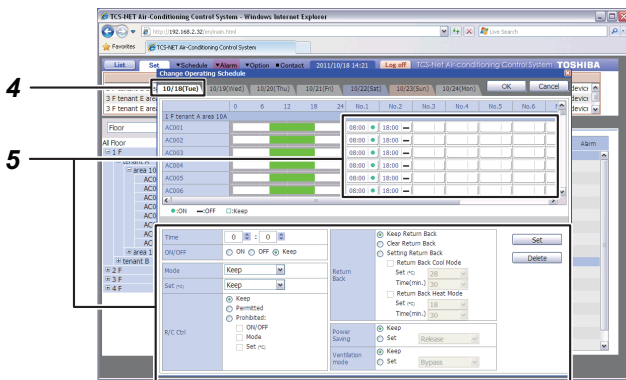 TCS-NET Air-Conditioning Control System - Windows Internet Explorer
http://192.168.2.32/en/main.html
Live Search
Favorites TCS-NET Air-Conditioning Control System
List Set ▼Schedule ▼Alarm ▼Option ■Contact 2011/10/18 14:21 Log off TCS-Net Air-conditioning Control system TOSHIBA
Change Operating Schedule
4
10/18(Tue) 10/19(Wed) 10/20(Thu) 10/21(Fri) 10/22(Sat) 10/23(Sun) 10/24(Mon) OK Cancel
3 F tenant E area
3 F tenant E area
0 6 12 18 24 No.1 No.2 No.3 No.4 No.5 No.6
1 F tenant A area 10A
Floor
AC001 08:00 ● 18:00 —
All Floor
Alarm
AC002 08:00 ● 18:00 —
1 F
5
AC003 08:00 ● 18:00 —
tenant A
AC004 08:00 ● 18:00 —
area 10
AC005 08:00 ● 18:00 —
AC006 08:00 ● 18:00 —
●:ON —:OFF □:Keep
area 1
tenant B
2 F
3 F
4 F
Time 0 : 0
ON/OFF ON OFF Keep
Mode Keep
Set (°C) Keep
R/C Ctrl
Keep
Permitted
Prohibited:
ON/OFF
Mode
Set (°C)
Return Back
Keep Return Back
Clear Return Back
Setting Return Back
Return Back Cool Mode
Set (°C) 28
Time(min.) 30
Return Back Heat Mode
Set (°C) 18
Time(min.) 30
Power Saving
Keep
Set Release
Ventilation mode
Keep
Set Bypass
Set
Delete